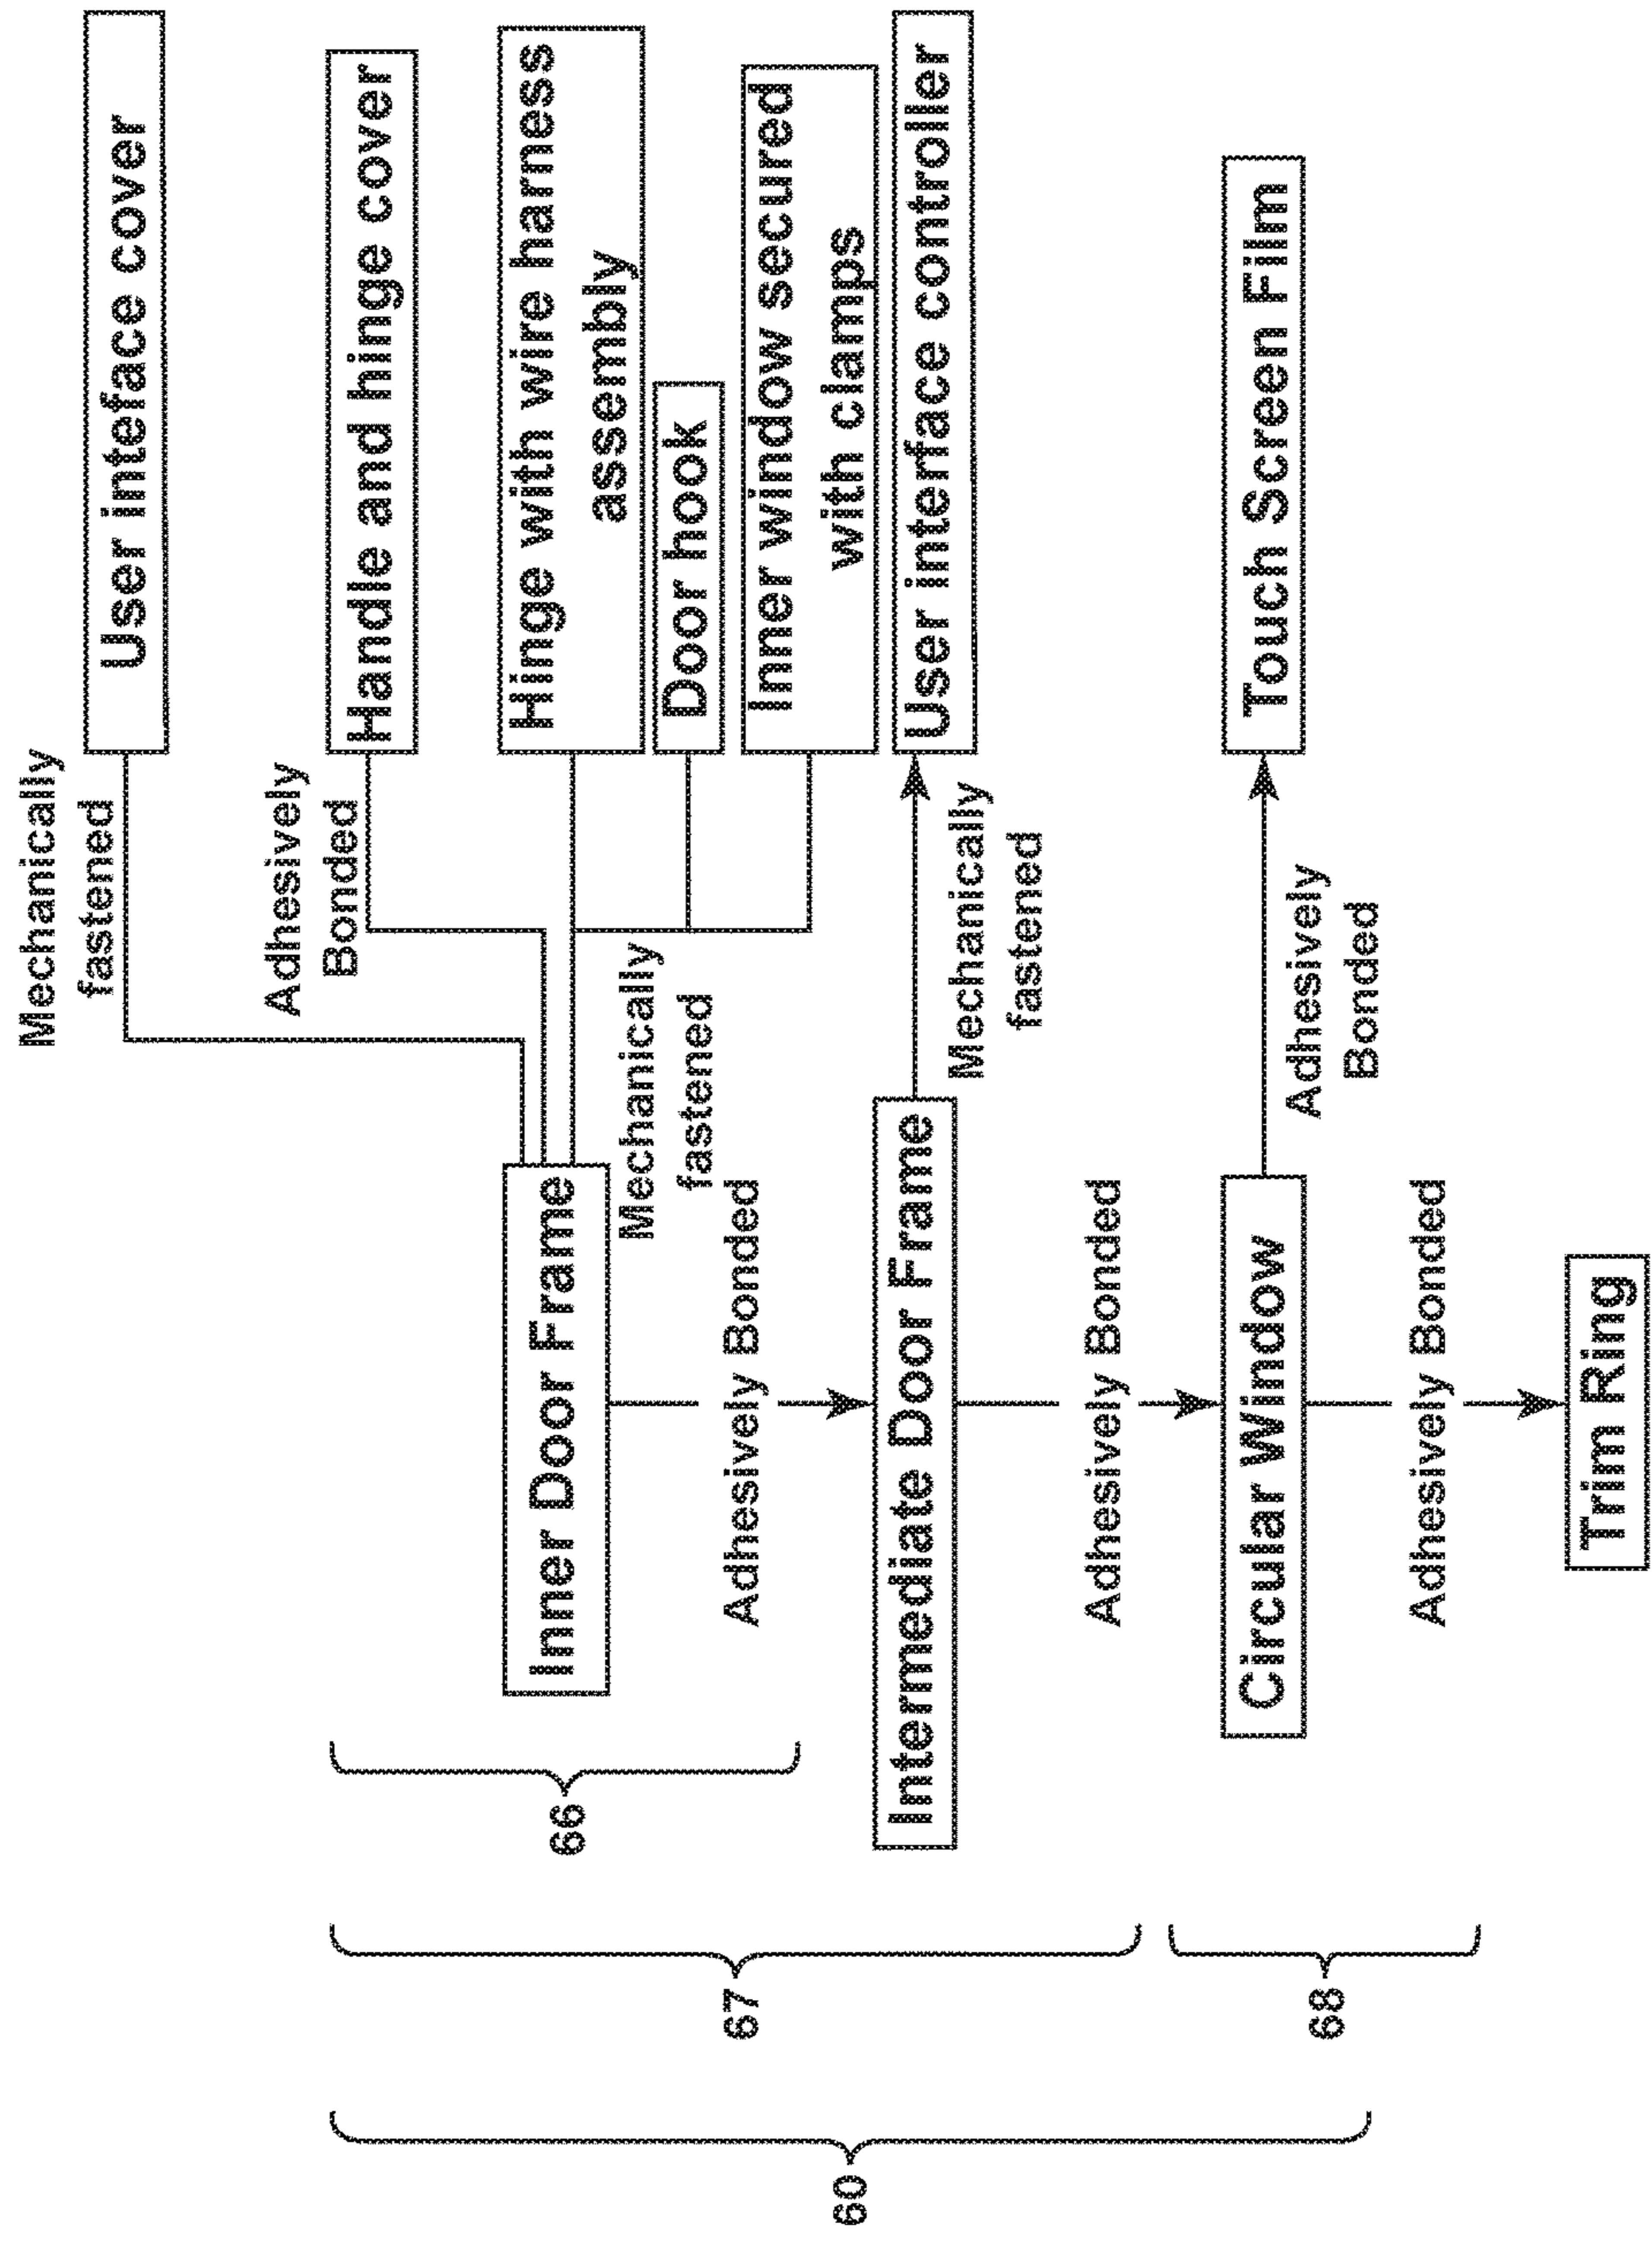 Mechanically
fastened
User inteface cover
Adhesively
Bonded
Handle and hinge cover
Inner Door Frame
Hinge with wire harness
assembly
Mechanically
fastened
Door hook
Inner window secured
with clamps
66
Adhesively Bonded
Intermediate Door Frame
User interface controller
Mechanically
fastened
67
Adhesively Bonded
Circular Window
Touch Screen Film
Adhesively
Bonded
68
Adhesively Bonded
Trim Ring
60